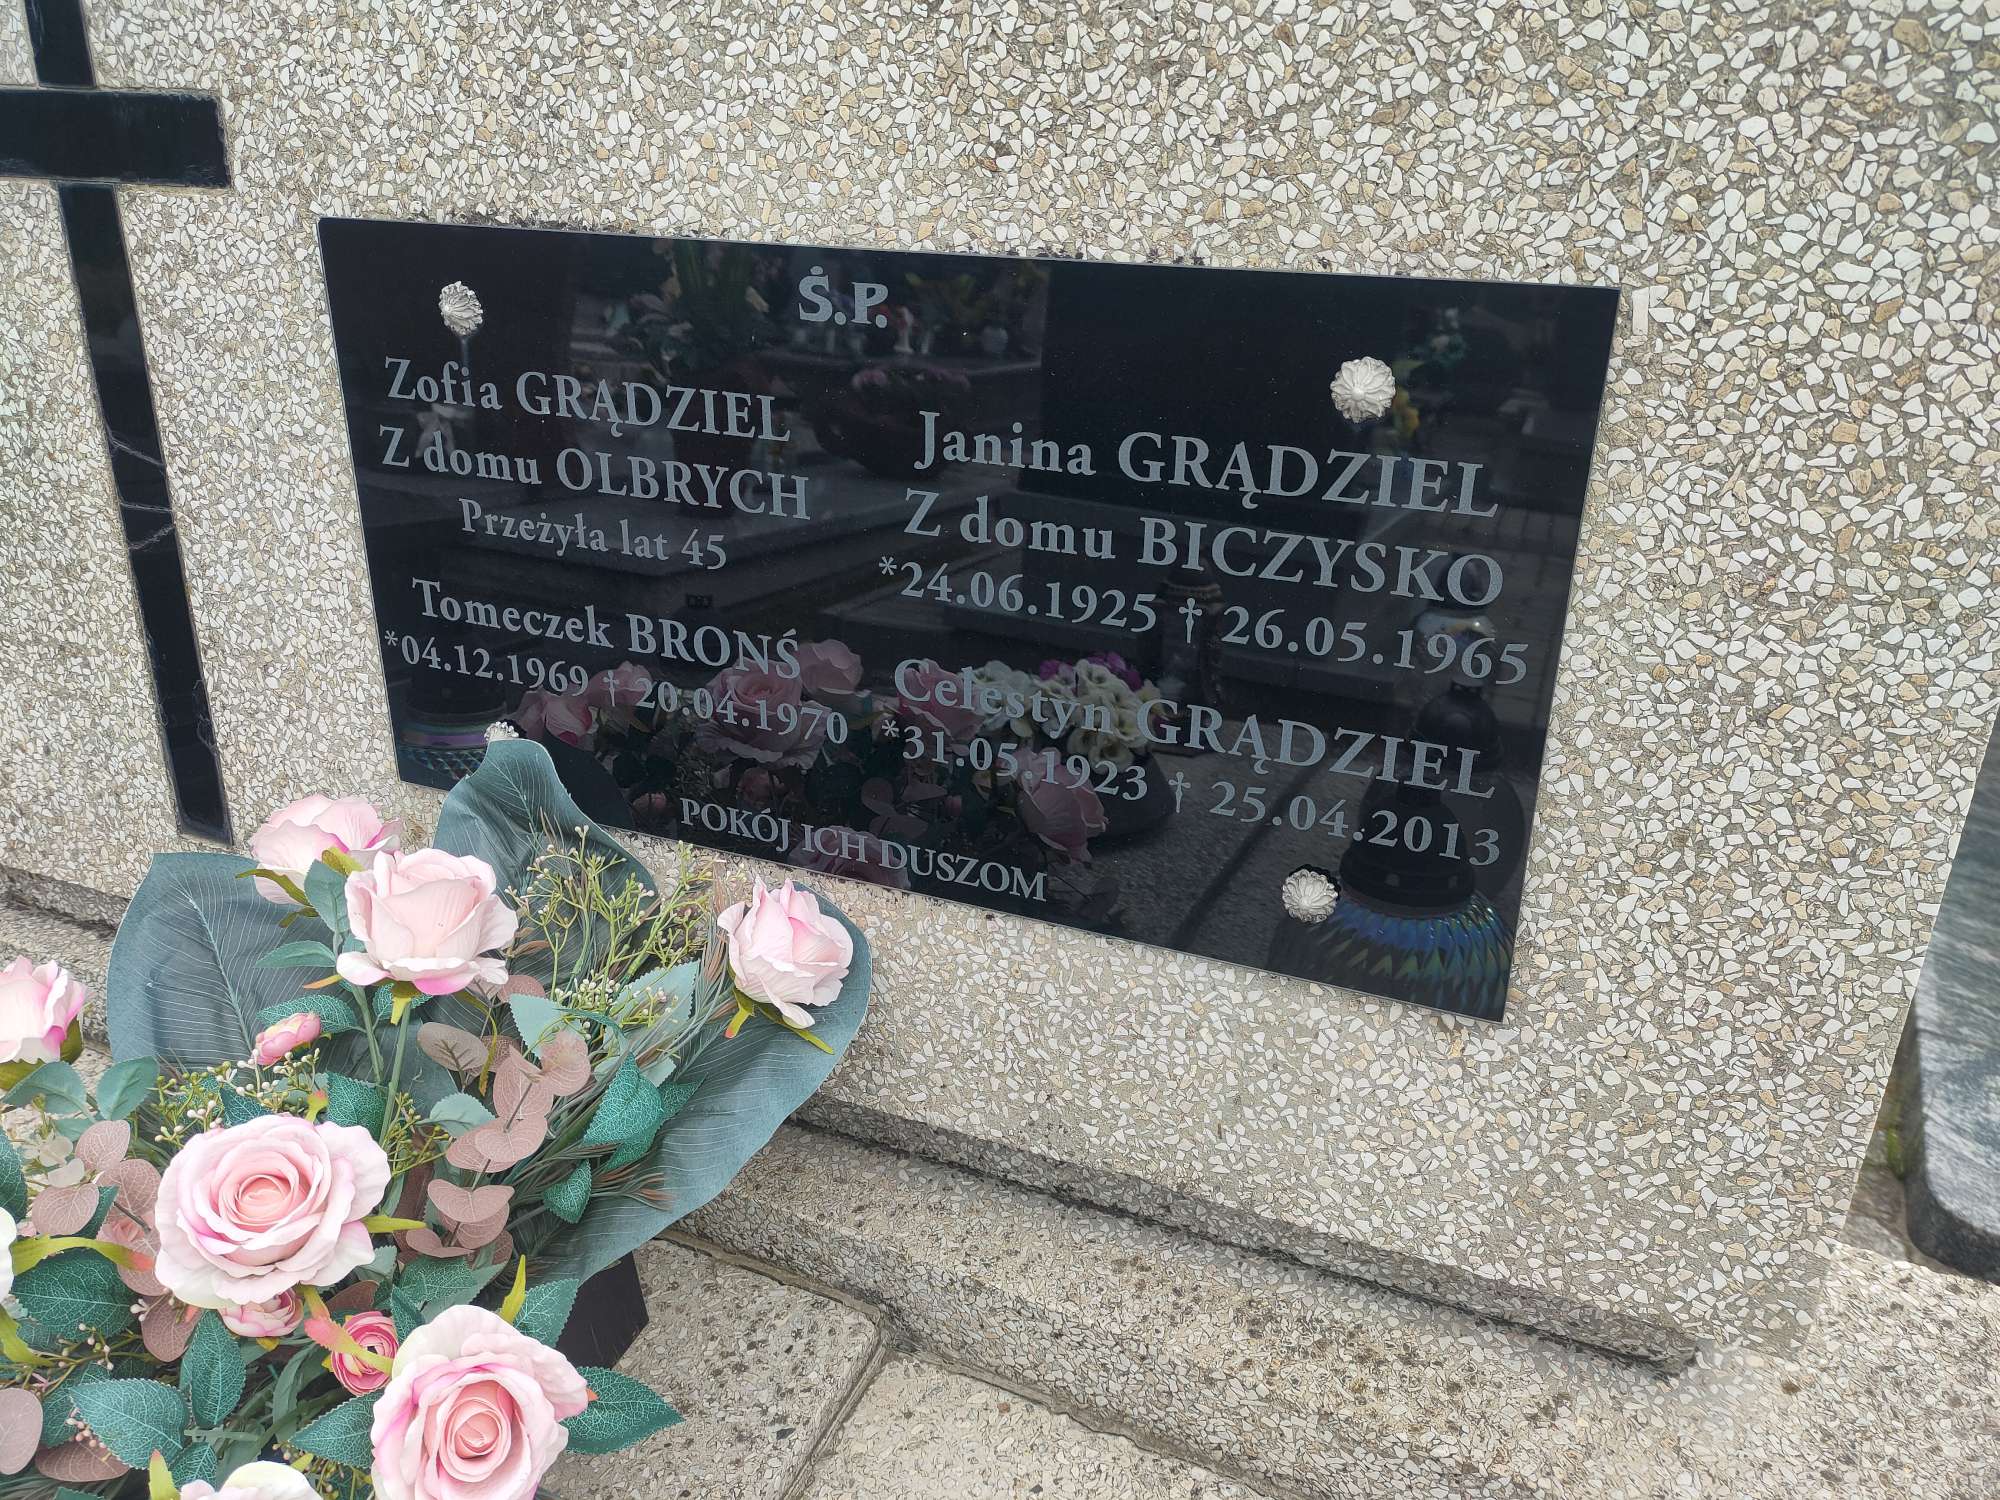 Ś.P.
Zofia GRĄDZIEL
Z domu OLBRYCH
Przeżyła lat 45
Tomeczek BRONŚ
*04.12.1969 † 20.04.1970
Janina GRĄDZIEL
Z domu BICZYSKO
*24.06.1925 † 26.05.1965
Celestyn GRĄDZIEL
*31.05.1923 † 25.04.2013
POKÓJ ICH DUSZOM